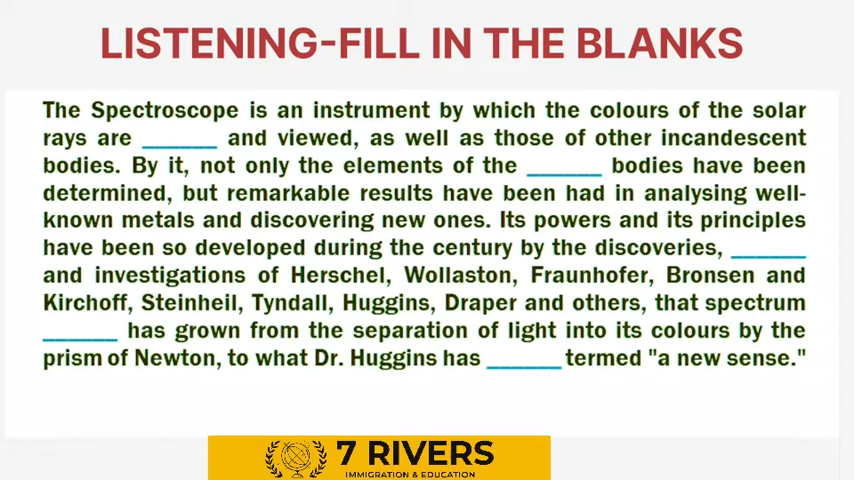 LISTENING-FILL IN THE BLANKS
The Spectroscope is an instrument by which the colours of the solar
rays are ______ and viewed, as well as those of other incandescent
bodies. By it, not only the elements of the ______ bodies have been
determined, but remarkable results have been had in analysing well-
known metals and discovering new ones. Its powers and its principles
have been so developed during the century by the discoveries, ______
and investigations of Herschel, Wollaston, Fraunhofer, Bronsen and
Kirchoff, Steinheil, Tyndall, Huggins, Draper and others, that spectrum
______ has grown from the separation of light into its colours by the
prism of Newton, to what Dr. Huggins has ______ termed "a new sense."
7 RIVERS
IMMIGRATION & EDUCATION